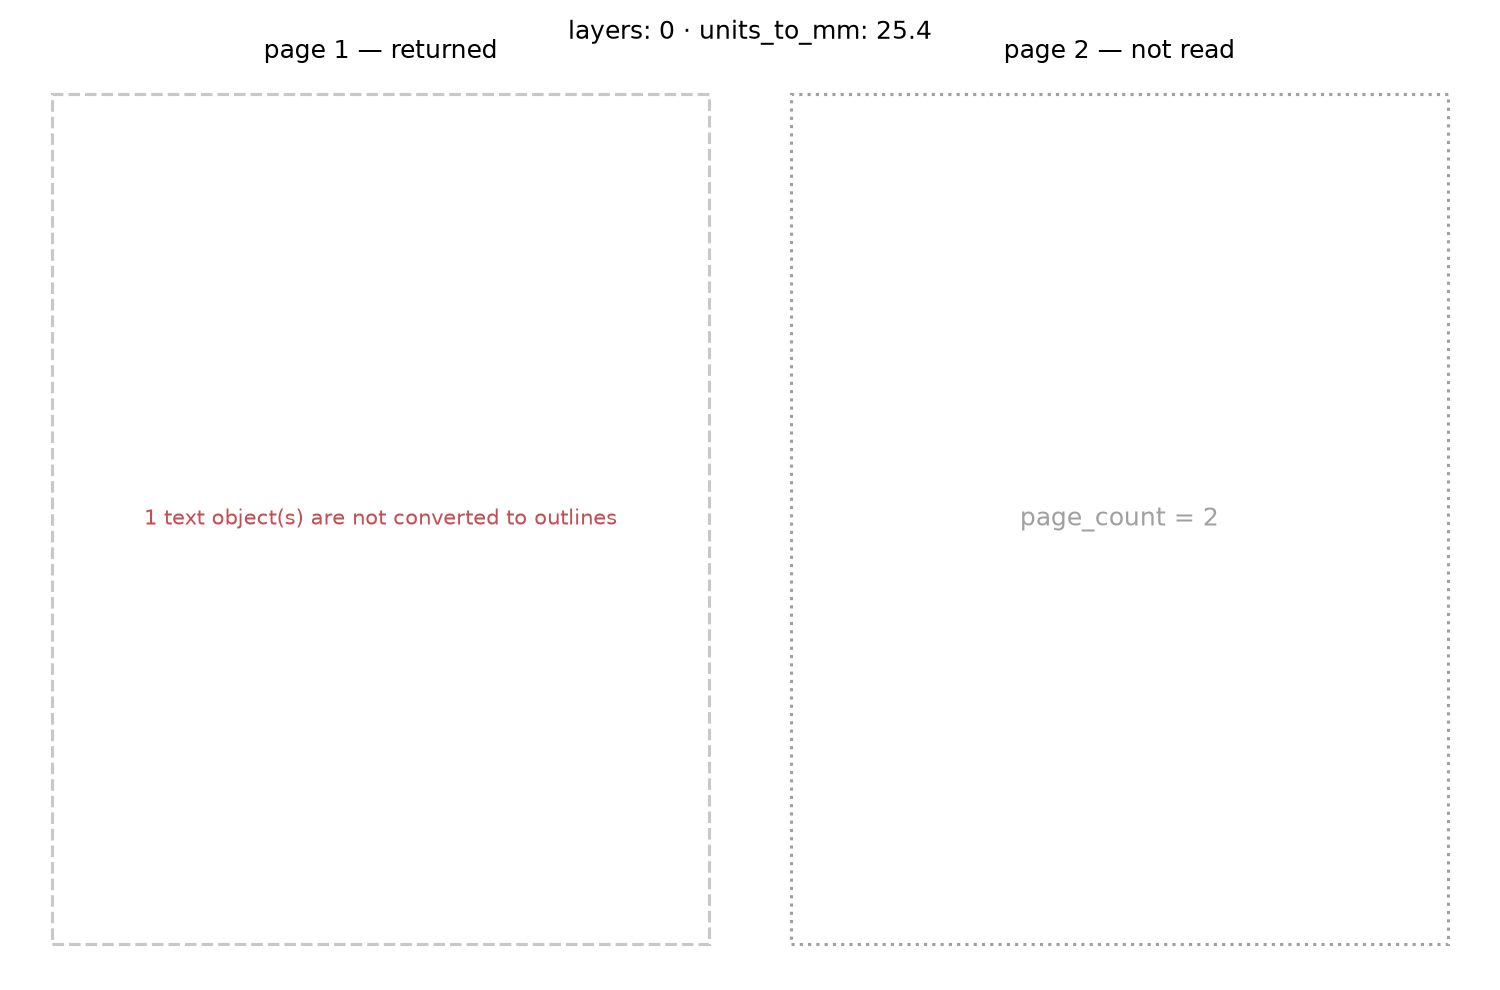 layers: 0 · units_to_mm: 25.4
page 1 — returned
page 2 — not read
1 text object(s) are not converted to outlines
page_count = 2